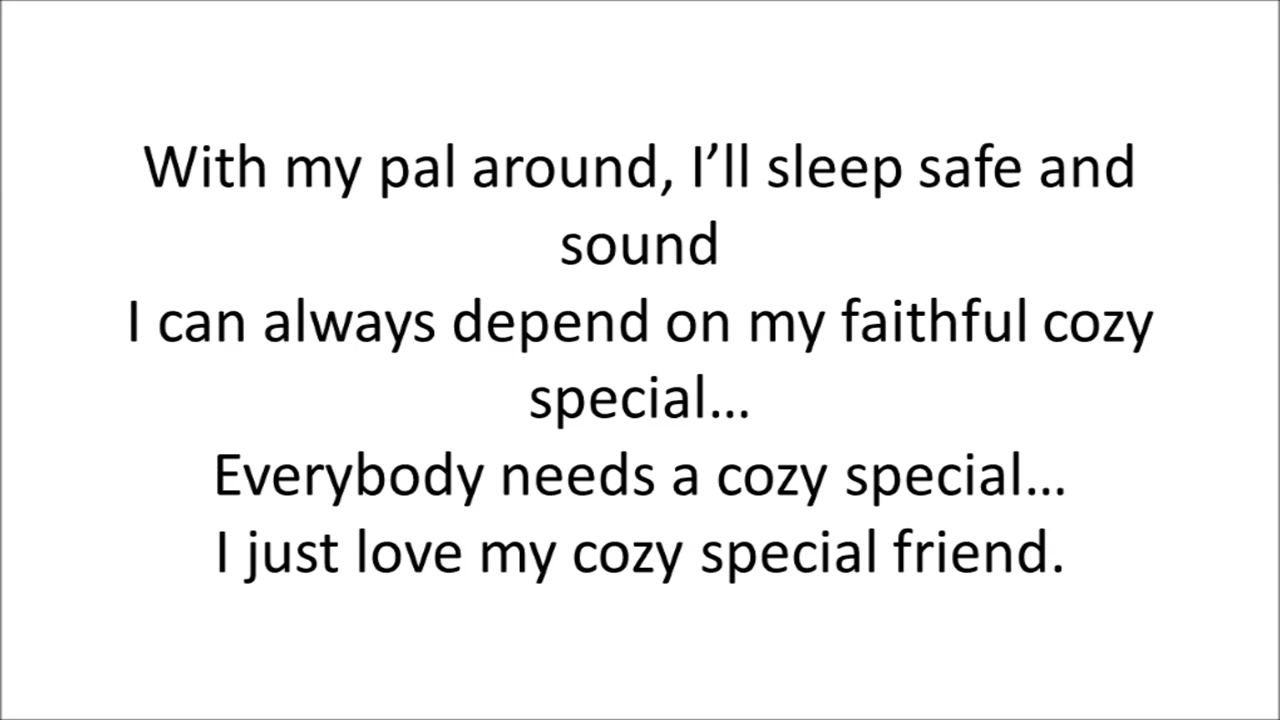 With my pal around, I’ll sleep safe and
sound
I can always depend on my faithful cozy
special...
Everybody needs a cozy special...
I just love my cozy special friend.